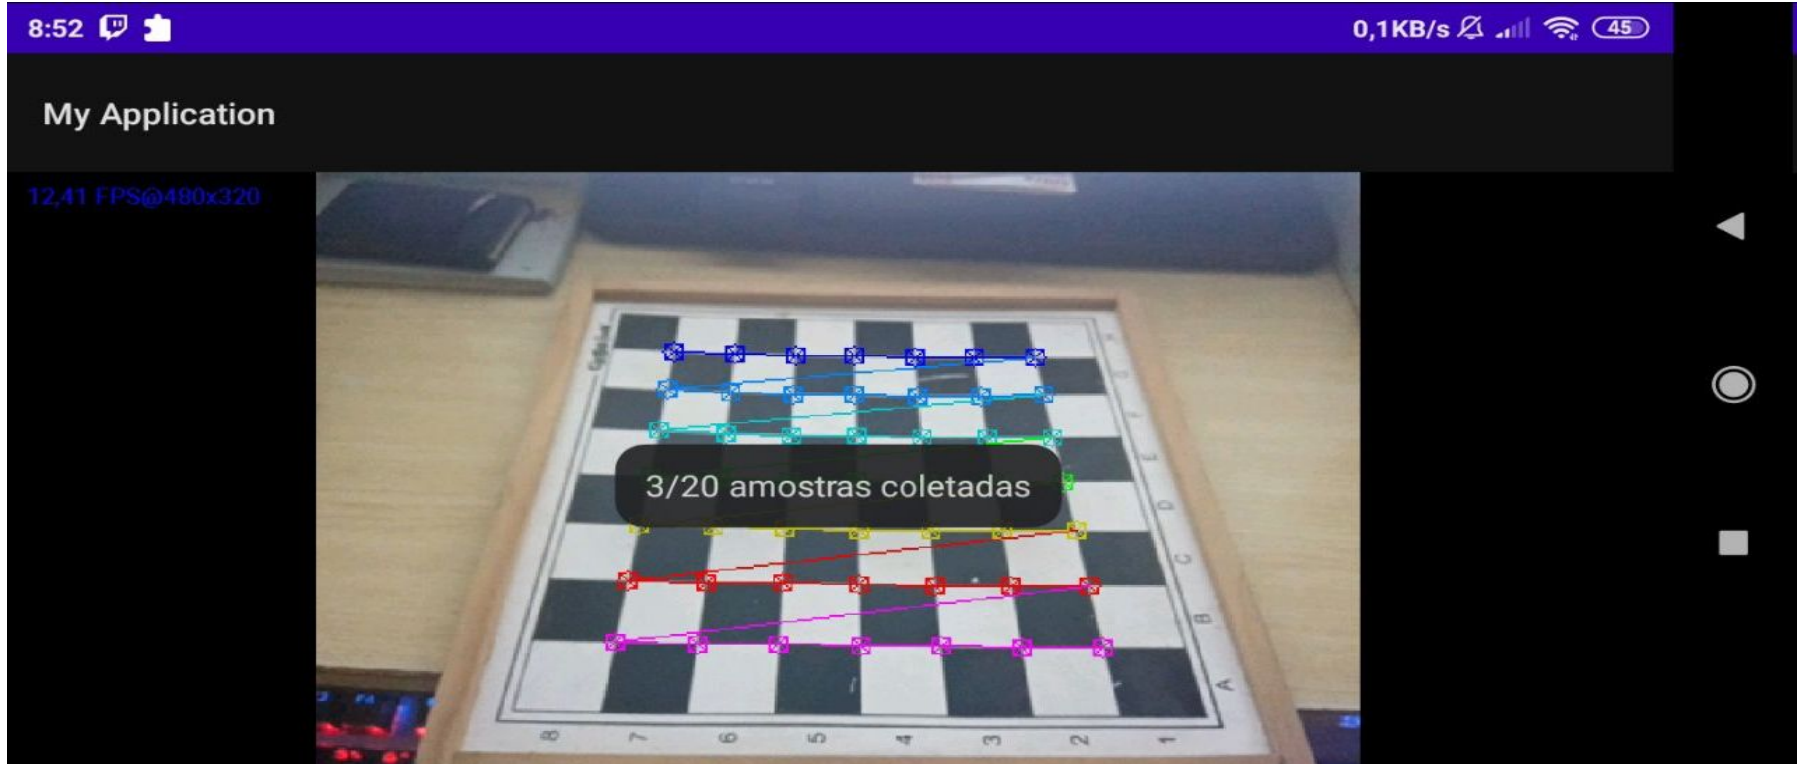 8:52 0,1KB/s 45
My Application
12,41 FPS@480x320
H
G
F
E
3/20 amostras coletadas
D
C
B
A
8 7 6 5 4 3 2 1